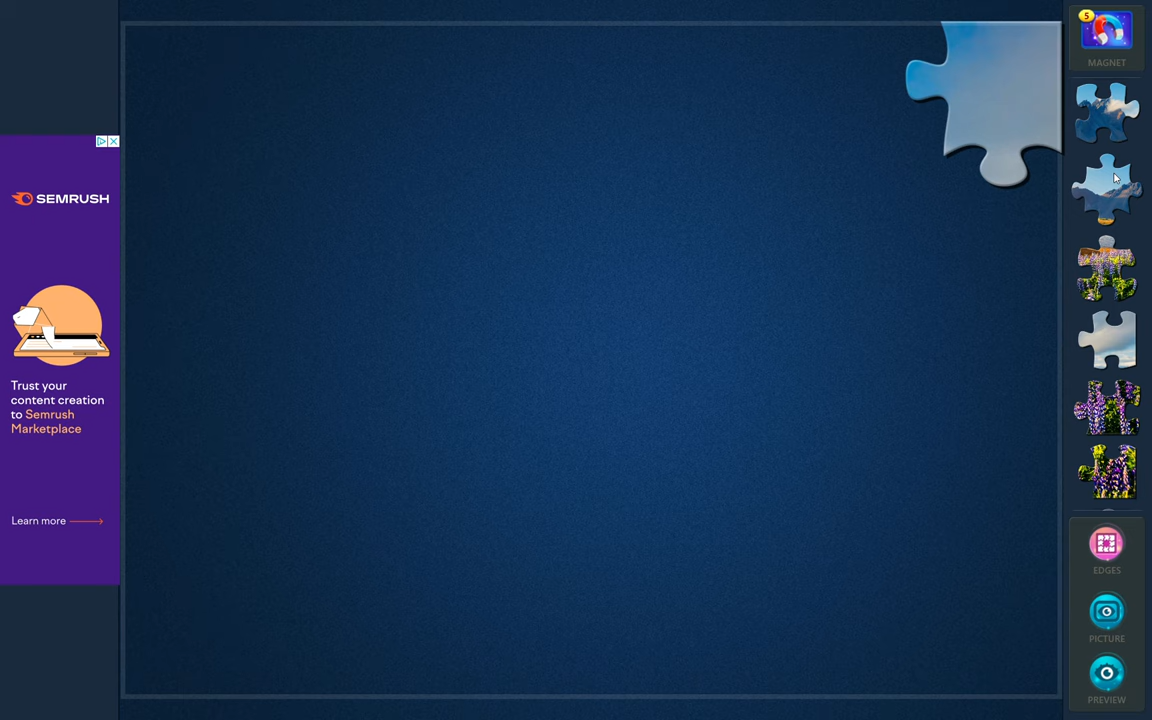 5
MAGNET
SEMRUSH
Trust your
content creation
to Semrush
Marketplace
Learn more
EDGES
PICTURE
PREVIEW